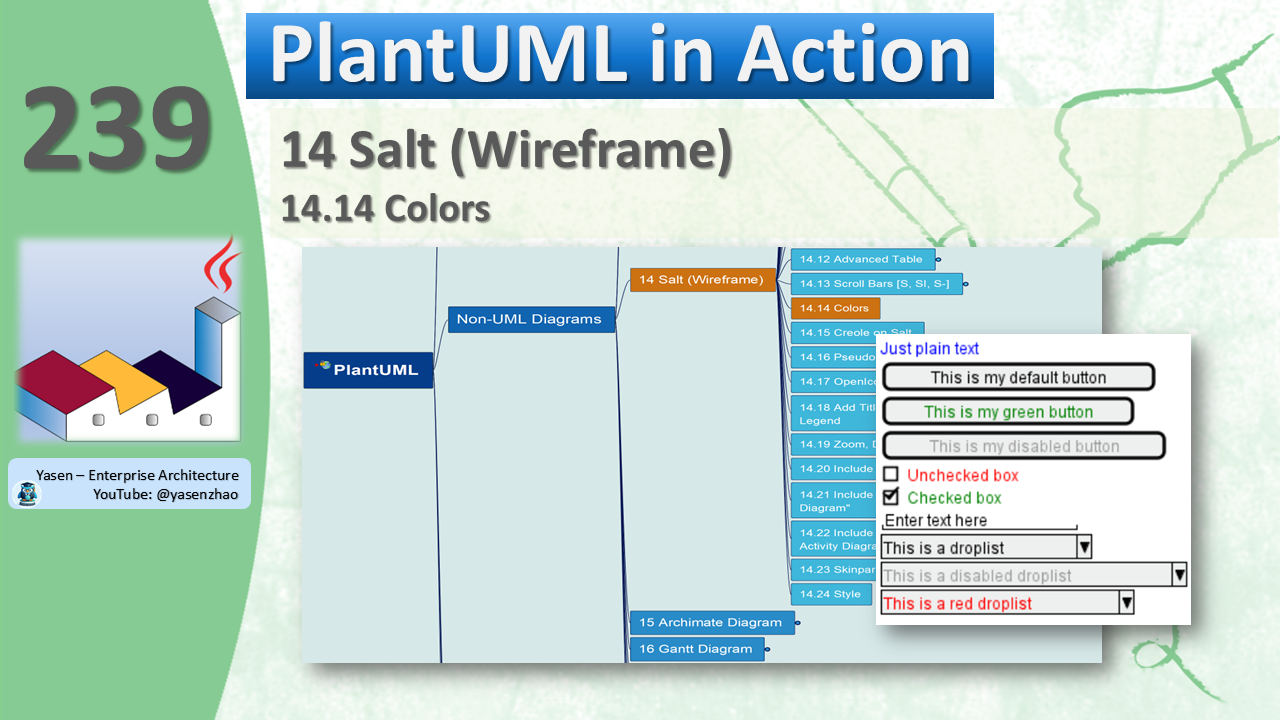 PlantUML in Action
239
14 Salt (Wireframe)
14.14 Colors
Yasen – Enterprise Architecture
YouTube: @yasenzhao
PlantUML
Non-UML Diagrams
14 Salt (Wireframe)
14.12 Advanced Table
14.13 Scroll Bars [S, SI, S-]
14.14 Colors
14.15 Creole on Salt
14.16 Pseudo
14.17 OpenIco
14.18 Add Titl
Legend
14.19 Zoom, D
14.20 Include
14.21 Include
Diagram"
14.22 Include
Activity Diagra
14.23 Skinpar
14.24 Style
15 Archimate Diagram
16 Gantt Diagram
Just plain text
This is my default button
This is my green button
This is my disabled button
Unchecked box
Checked box
Enter text here
This is a droplist
This is a disabled droplist
This is a red droplist